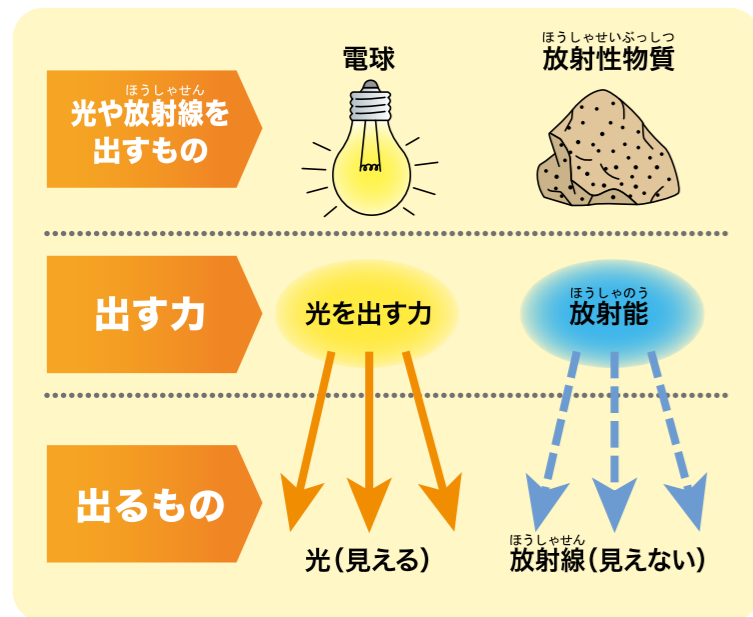 電球
ほうしゃせいぶっしつ
放射性物質
ほうしゃせん
光や放射線を
出すもの
出す力
光を出す力
ほうしゃのう
放射能
出るもの
光(見える)
ほうしゃせん
放射線(見えない)